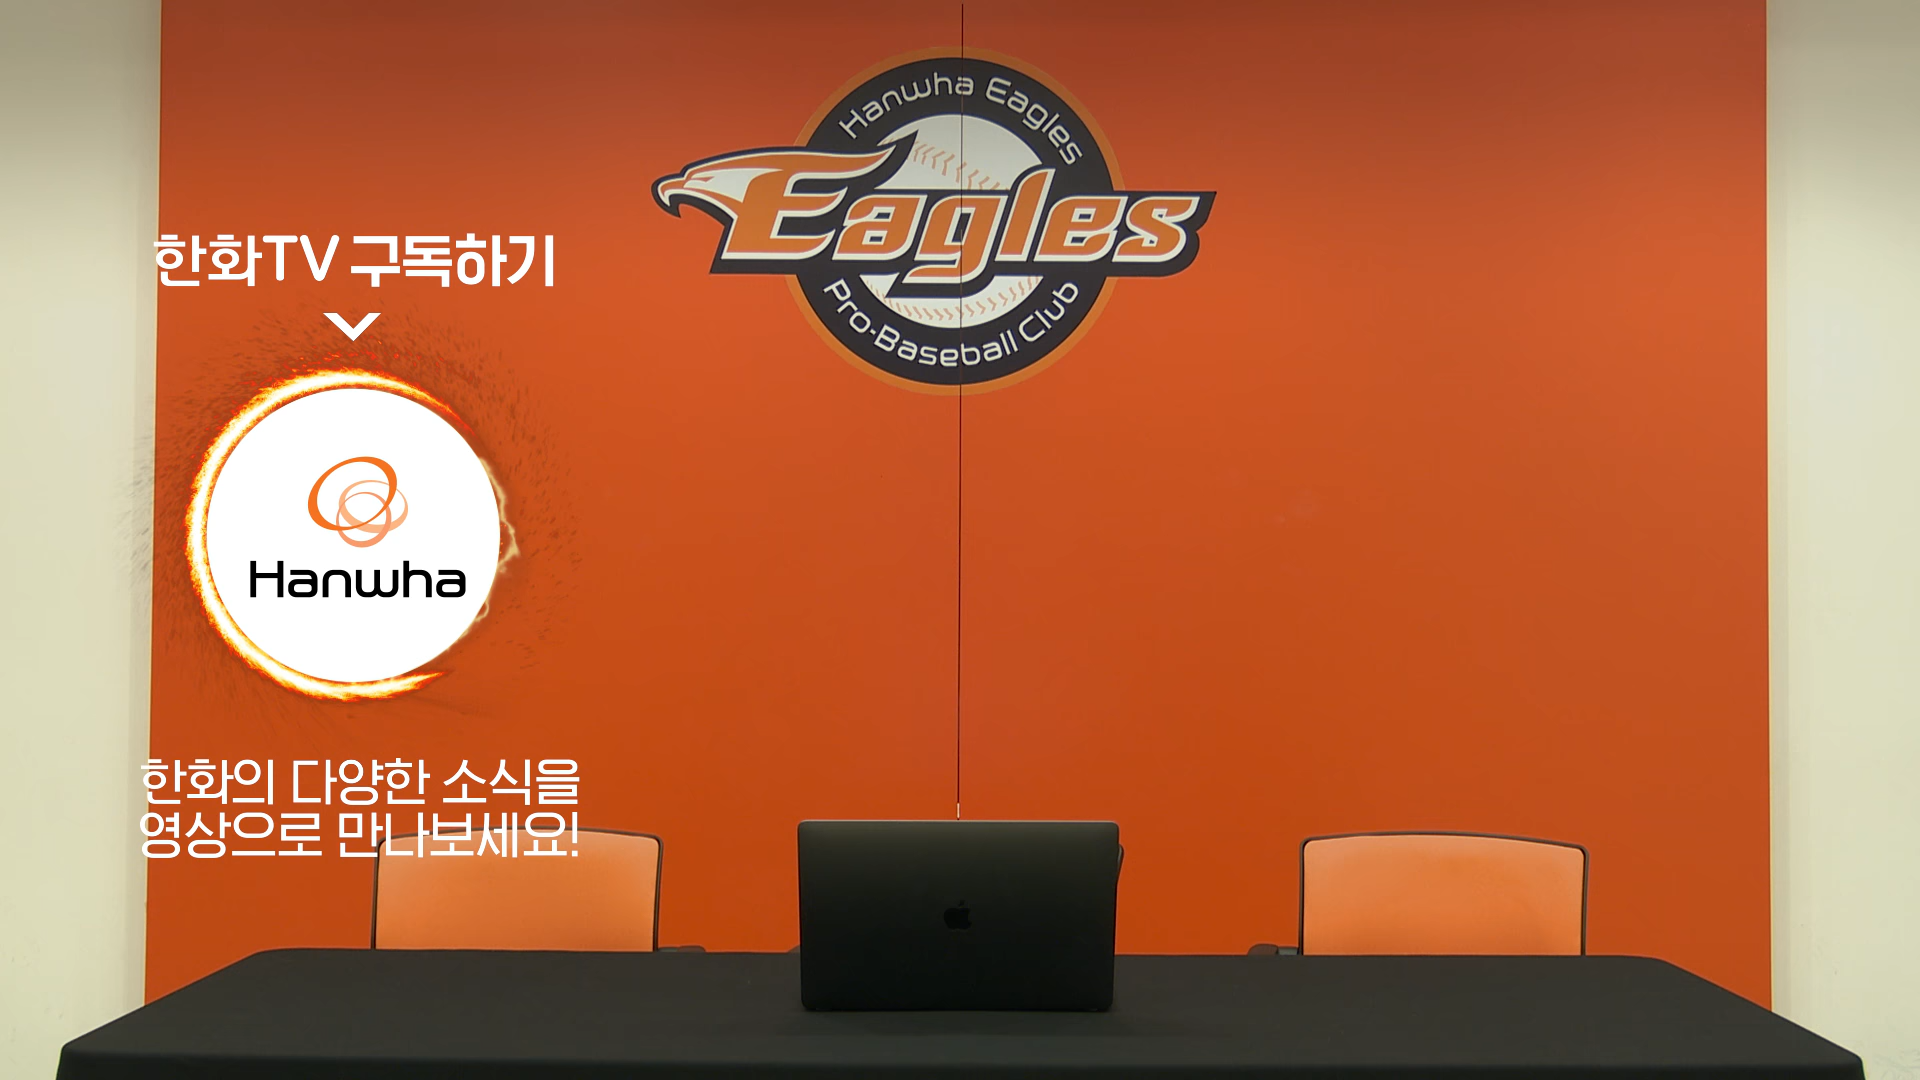 Hanwha Eagles
Eagles
Pro-Baseball Club
한화TV 구독하기
Hanwha
한화의 다양한 소식을
영상으로 만나보세요!